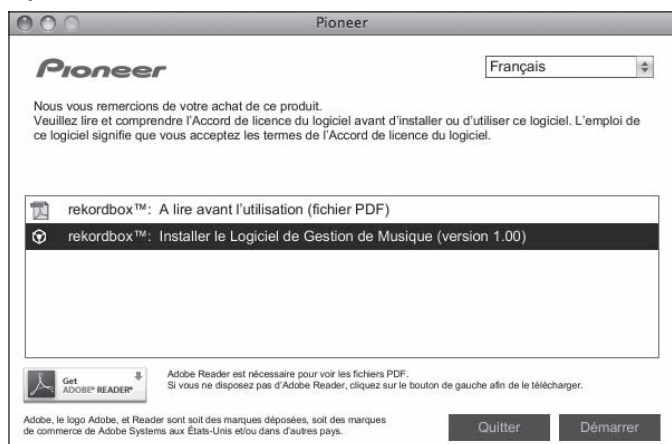 Pioneer
Pioneer
Français
Nous vous remercions de votre achat de ce produit.
Veuillez lire et comprendre l'Accord de licence du logiciel avant d'installer ou d'utiliser ce logiciel. L'emploi de
ce logiciel signifie que vous acceptez les termes de l'Accord de licence du logiciel.
rekordbox™: A lire avant l'utilisation (fichier PDF)
rekordbox™: Installer le Logiciel de Gestion de Musique (version 1.00)
Get
ADOBE® READER®
Adobe Reader est nécessaire pour voir les fichiers PDF.
Si vous ne disposez pas d'Adobe Reader, cliquez sur le bouton de gauche afin de le télécharger.
Adobe, le logo Adobe, et Reader sont soit des marques déposées, soit des marques
de commerce de Adobe Systems aux États-Unis et/ou dans d'autres pays.
Quitter
Démarrer